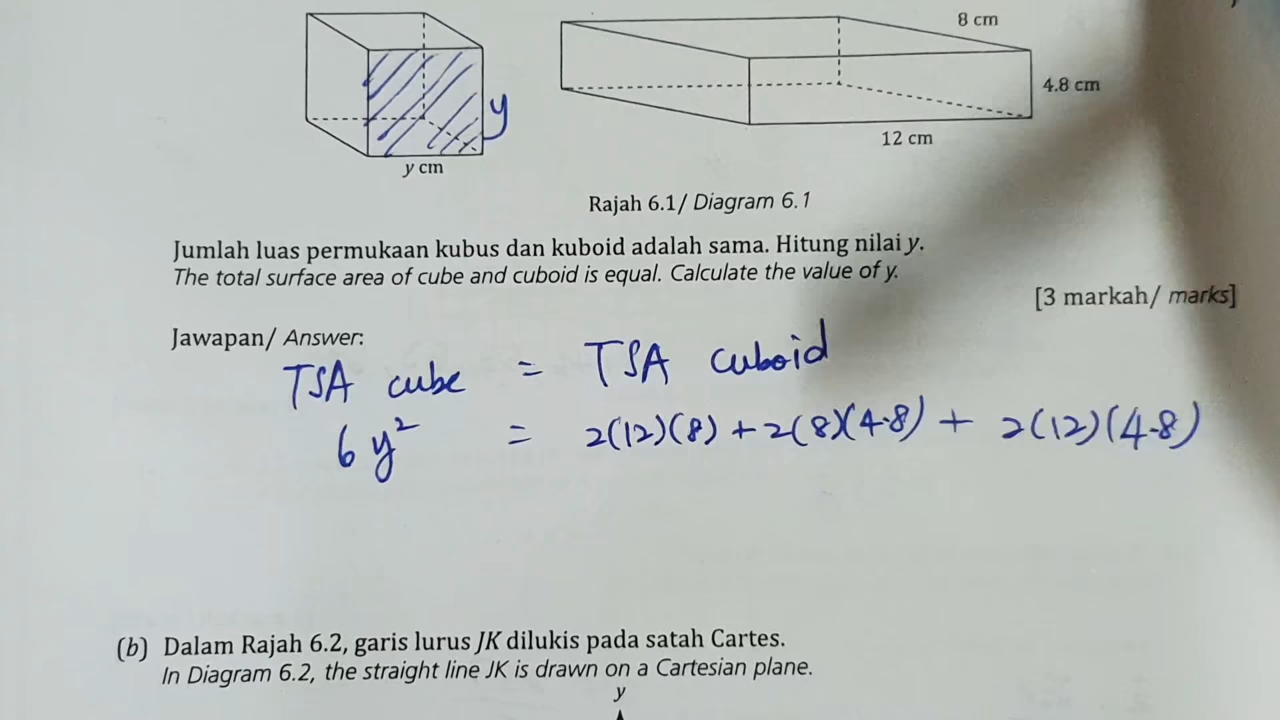 8 cm
4.8 cm
y
12 cm
y cm
Rajah 6.1/ Diagram 6.1
Jumlah luas permukaan kubus dan kuboid adalah sama. Hitung nilai y.
The total surface area of cube and cuboid is equal. Calculate the value of y.
[3 markah/ marks]
Jawapan/ Answer:
TSA cube = TSA cuboid
6y² = 2(12)(8) + 2(8)(4.8) + 2(12)(4.8)
(b) Dalam Rajah 6.2, garis lurus JK dilukis pada satah Cartes.
In Diagram 6.2, the straight line JK is drawn on a Cartesian plane.
y